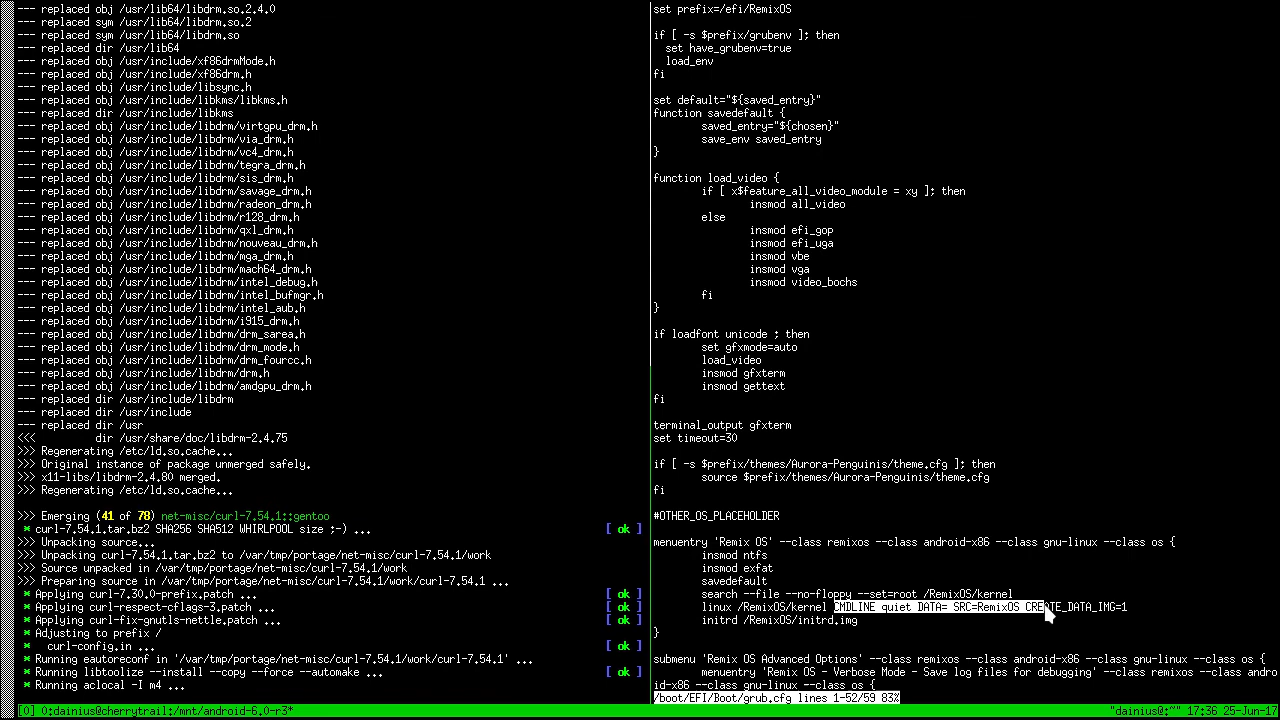 --- replaced obj /usr/lib64/libdrm.so.2.4.0
--- replaced sym /usr/lib64/libdrm.so.2
--- replaced sym /usr/lib64/libdrm.so
--- replaced dir /usr/lib64
--- replaced obj /usr/include/xf86drmMode.h
--- replaced obj /usr/include/xf86drm.h
--- replaced obj /usr/include/libsync.h
--- replaced obj /usr/include/libkms/libkms.h
--- replaced dir /usr/include/libkms
--- replaced obj /usr/include/libdrm/virtgpu_drm.h
--- replaced obj /usr/include/libdrm/via_drm.h
--- replaced obj /usr/include/libdrm/vc4_drm.h
--- replaced obj /usr/include/libdrm/tegra_drm.h
--- replaced obj /usr/include/libdrm/sis_drm.h
--- replaced obj /usr/include/libdrm/savage_drm.h
--- replaced obj /usr/include/libdrm/radeon_drm.h
--- replaced obj /usr/include/libdrm/r128_drm.h
--- replaced obj /usr/include/libdrm/qxl_drm.h
--- replaced obj /usr/include/libdrm/nouveau_drm.h
--- replaced obj /usr/include/libdrm/mga_drm.h
--- replaced obj /usr/include/libdrm/mach64_drm.h
--- replaced obj /usr/include/libdrm/intel_debug.h
--- replaced obj /usr/include/libdrm/intel_bufmgr.h
--- replaced obj /usr/include/libdrm/intel_aub.h
--- replaced obj /usr/include/libdrm/i915_drm.h
--- replaced obj /usr/include/libdrm/drm_sarea.h
--- replaced obj /usr/include/libdrm/drm_mode.h
--- replaced obj /usr/include/libdrm/drm_fourcc.h
--- replaced obj /usr/include/libdrm/drm.h
--- replaced obj /usr/include/libdrm/amdgpu_drm.h
--- replaced dir /usr/include/libdrm
--- replaced dir /usr/include
--- replaced dir /usr
<<<          dir /usr/share/doc/libdrm-2.4.75
>>> Regenerating /etc/ld.so.cache...
>>> Original instance of package unmerged safely.
>>> x11-libs/libdrm-2.4.80 merged.
>>> Regenerating /etc/ld.so.cache...

>>> Emerging (41 of 78) net-misc/curl-7.54.1::gentoo
 * curl-7.54.1.tar.bz2 SHA256 SHA512 WHIRLPOOL size ;-) ... [ ok ]
>>> Unpacking source...
>>> Unpacking curl-7.54.1.tar.bz2 to /var/tmp/portage/net-misc/curl-7.54.1/work
>>> Source unpacked in /var/tmp/portage/net-misc/curl-7.54.1/work
>>> Preparing source in /var/tmp/portage/net-misc/curl-7.54.1/work/curl-7.54.1 ...
 * Applying curl-7.30.0-prefix.patch ... [ ok ]
 * Applying curl-respect-cflags-3.patch ... [ ok ]
 * Applying curl-fix-gnutls-nettle.patch ... [ ok ]
 * Adjusting to prefix /
 *   curl-config.in ... [ ok ]
 * Running eautoreconf in '/var/tmp/portage/net-misc/curl-7.54.1/work/curl-7.54.1' ...
 * Running libtoolize --install --copy --force --automake ... [ ok ]
 * Running aclocal -I m4 ...
set prefix=/efi/RemixOS

if [ -s $prefix/grubenv ]; then
  set have_grubenv=true
  load_env
fi

set default="${saved_entry}"
function savedefault {
        saved_entry="${chosen}"
        save_env saved_entry
}

function load_video {
        if [ x$feature_all_video_module = xy ]; then
                insmod all_video
        else
                insmod efi_gop
                insmod efi_uga
                insmod vbe
                insmod vga
                insmod video_bochs
        fi
}

if loadfont unicode ; then
        set gfxmode=auto
        load_video
        insmod gfxterm
        insmod gettext
fi

terminal_output gfxterm
set timeout=30

if [ -s $prefix/themes/Aurora-Penguinis/theme.cfg ]; then
        source $prefix/themes/Aurora-Penguinis/theme.cfg
fi

#OTHER_OS_PLACEHOLDER

menuentry 'Remix OS' --class remixos --class android-x86 --class gnu-linux --class os {
        insmod ntfs
        insmod exfat
        savedefault
        search --file --no-floppy --set=root /RemixOS/kernel
        linux /RemixOS/kernel CMDLINE quiet DATA= SRC=RemixOS CREATE_DATA_IMG=1
        initrd /RemixOS/initrd.img
}

submenu 'Remix OS Advanced Options' --class remixos --class android-x86 --class gnu-linux --class os {
        menuentry 'Remix OS - Verbose Mode - Save log files for debugging' --class remixos --class andro
id-x86 --class gnu-linux --class os {
/boot/EFI/Boot/grub.cfg lines 1-52/59 83%
[0] 0:dainius@cherrytrail:/mnt/android-6.0-r3* "dainius@:~" 17:36 25-Jun-17